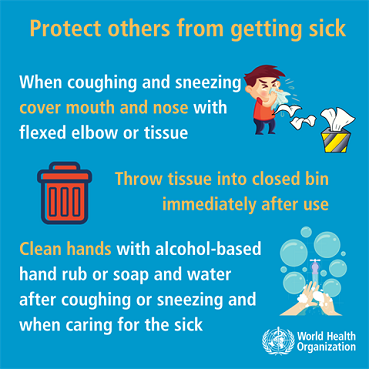 Protect others from getting sick
When coughing and sneezing
cover mouth and nose with
flexed elbow or tissue
Throw tissue into closed bin
immediately after use
Clean hands with alcohol-based
hand rub or soap and water
after coughing or sneezing and
when caring for the sick
World Health
Organization